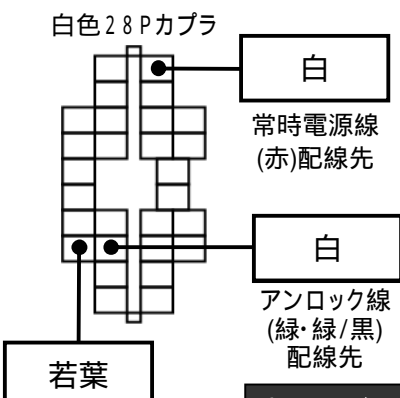 白色28Pカプラ
白
常時電源線
(赤)配線先
白
アンロック線
(緑・緑/黒)
配線先
若葉